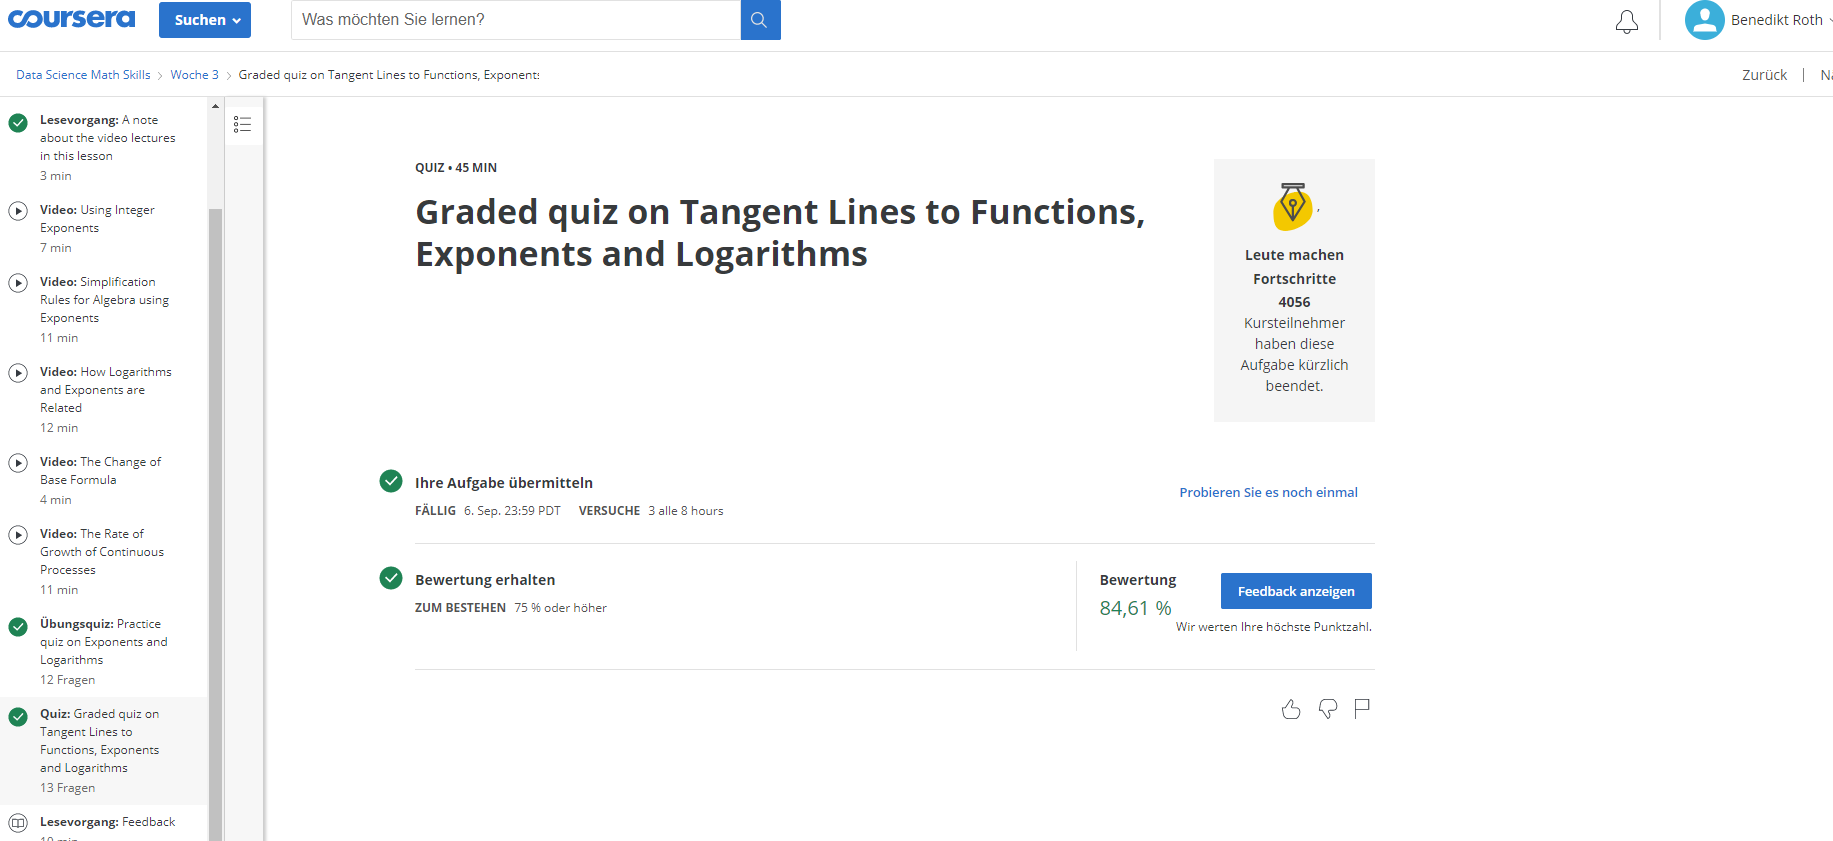 coursera
Suchen
Was möchten Sie lernen?
Benedikt Roth
Data Science Math Skills
Woche 3
Graded quiz on Tangent Lines to Functions, Exponents
Zurück
Lesevorgang: A note
about the video lectures
in this lesson
3 min
Video: Using Integer
Exponents
7 min
Video: Simplification
Rules for Algebra using
Exponents
11 min
Video: How Logarithms
and Exponents are
Related
12 min
Video: The Change of
Base Formula
4 min
Video: The Rate of
Growth of Continuous
Processes
11 min
Übungsquiz: Practice
quiz on Exponents and
Logarithms
12 Fragen
Quiz: Graded quiz on
Tangent Lines to
Functions, Exponents
and Logarithms
13 Fragen
Lesevorgang: Feedback
10 min
QUIZ • 45 MIN
Graded quiz on Tangent Lines to Functions,
Exponents and Logarithms
,
Leute machen
Fortschritte
4056
Kursteilnehmer
haben diese
Aufgabe kürzlich
beendet.
Ihre Aufgabe übermitteln
FÄLLIG 6. Sep. 23:59 PDT VERSUCHE 3 alle 8 hours
Probieren Sie es noch einmal
Bewertung erhalten
ZUM BESTEHEN 75 % oder höher
Bewertung
84,61 %
Feedback anzeigen
Wir werten Ihre höchste Punktzahl.